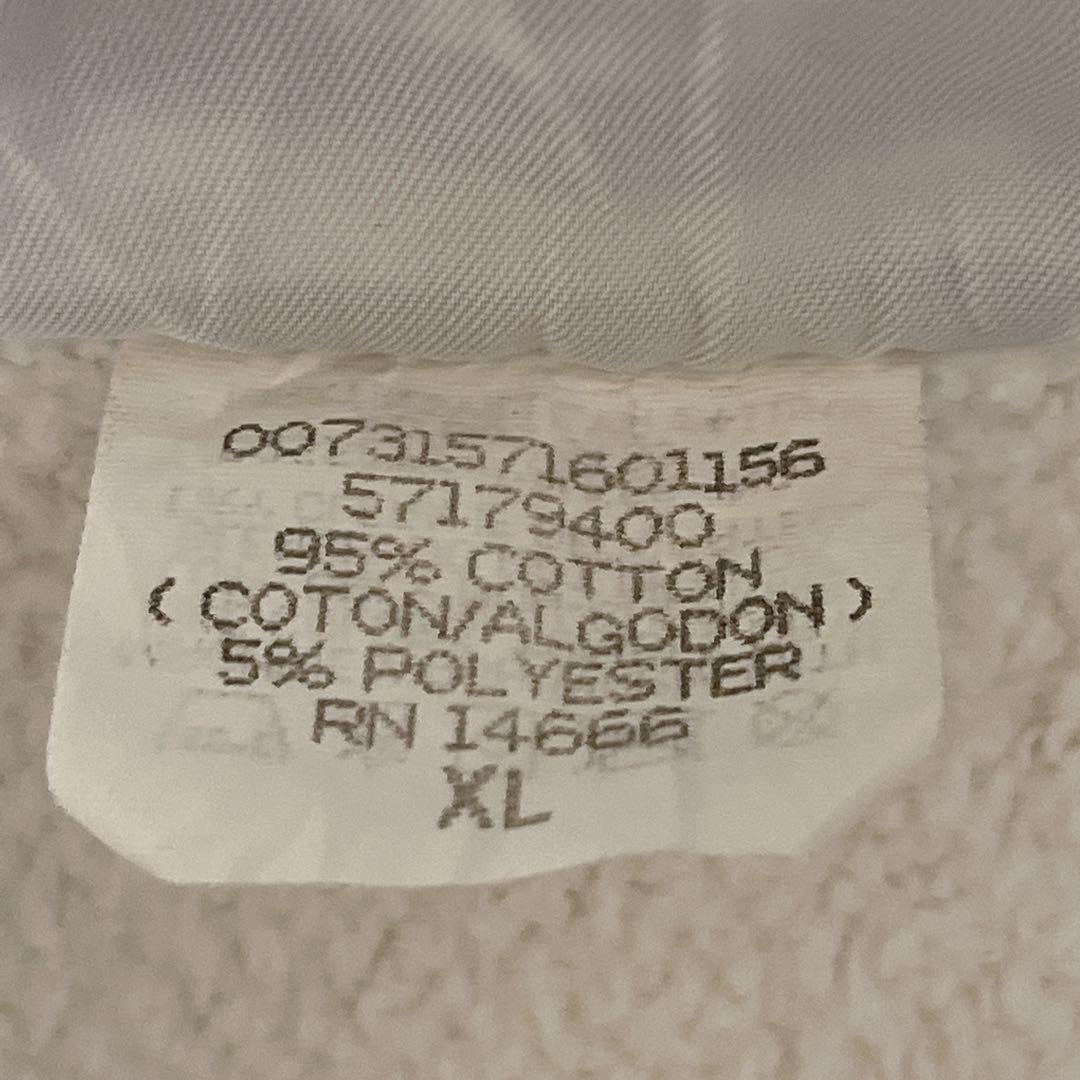 00731571601156
57179400
95% COTTON
(COTON/ALGODON)
5% POLYESTER
RN 14666
XL